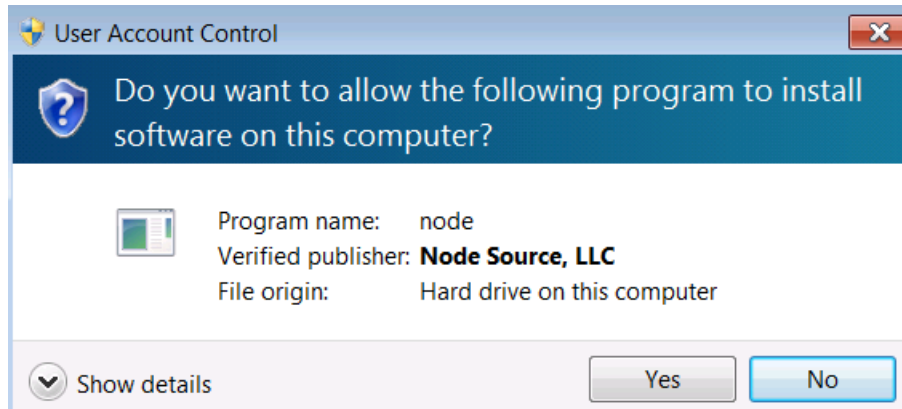 User Account Control
Do you want to allow the following program to install
software on this computer?
Program name: node
Verified publisher: Node Source, LLC
File origin: Hard drive on this computer
Show details
Yes
No